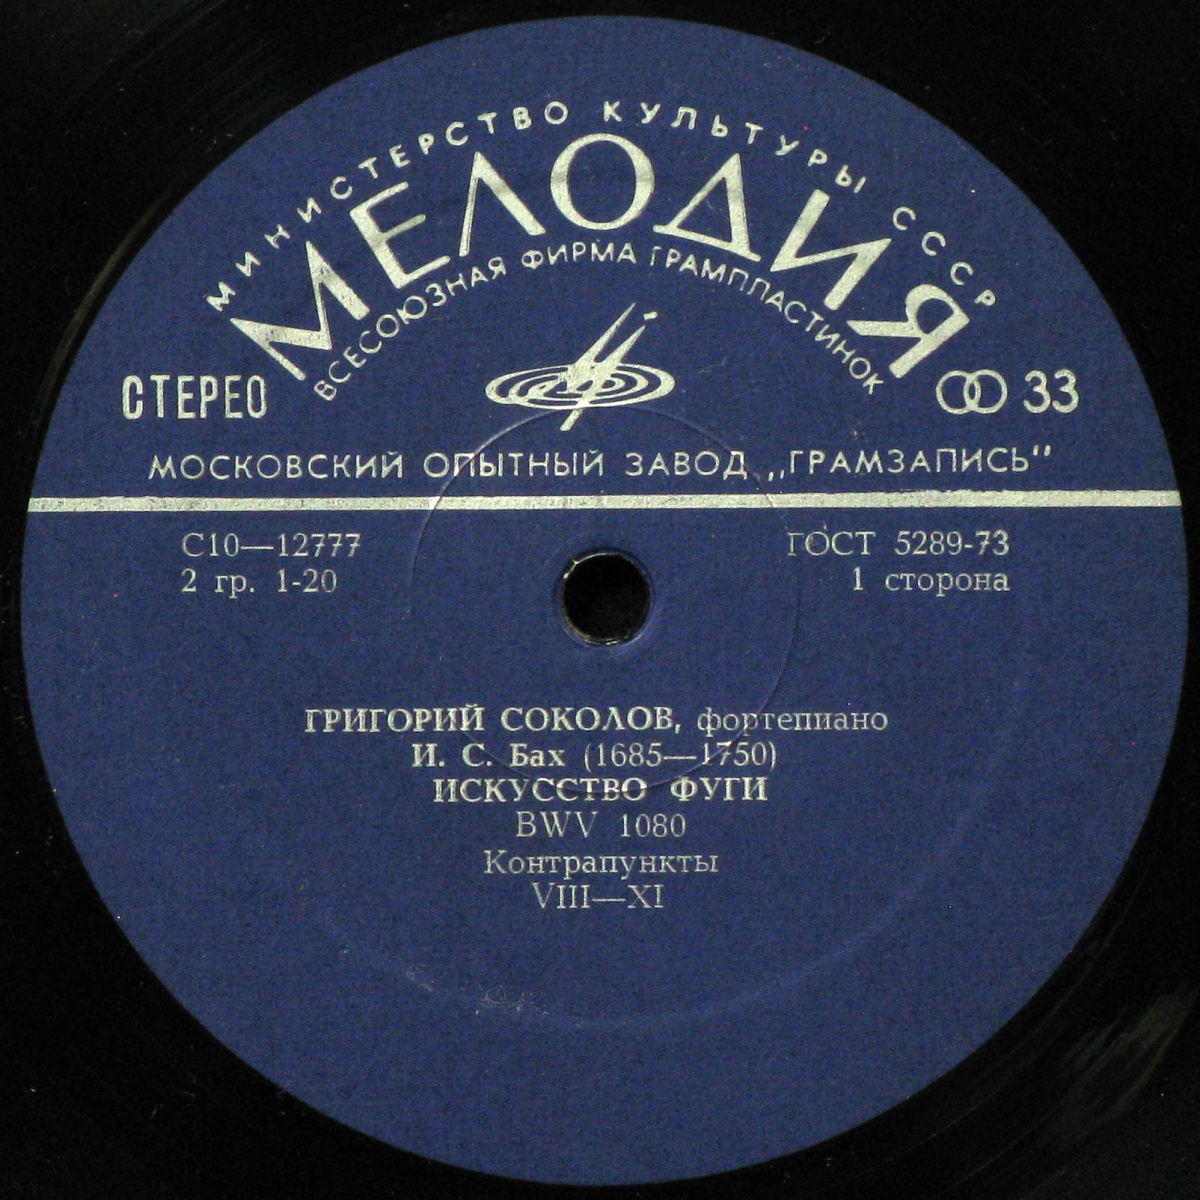 МИНИСТЕРСТВО КУЛЬТУРЫ СССР
МЕЛОДИЯ
ВСЕСОЮЗНАЯ ФИРМА ГРАМПЛАСТИНОК
СТЕРЕО
33
МОСКОВСКИЙ ОПЫТНЫЙ ЗАВОД „ГРАМЗАПИСЬ"
С10—12777
ГОСТ 5289-73
2 гр. 1-20
1 сторона
ГРИГОРИЙ СОКОЛОВ, фортепиано
И. С. Бах (1685—1750)
ИСКУССТВО ФУГИ
BWV 1080
Контрапункты
VIII—XI